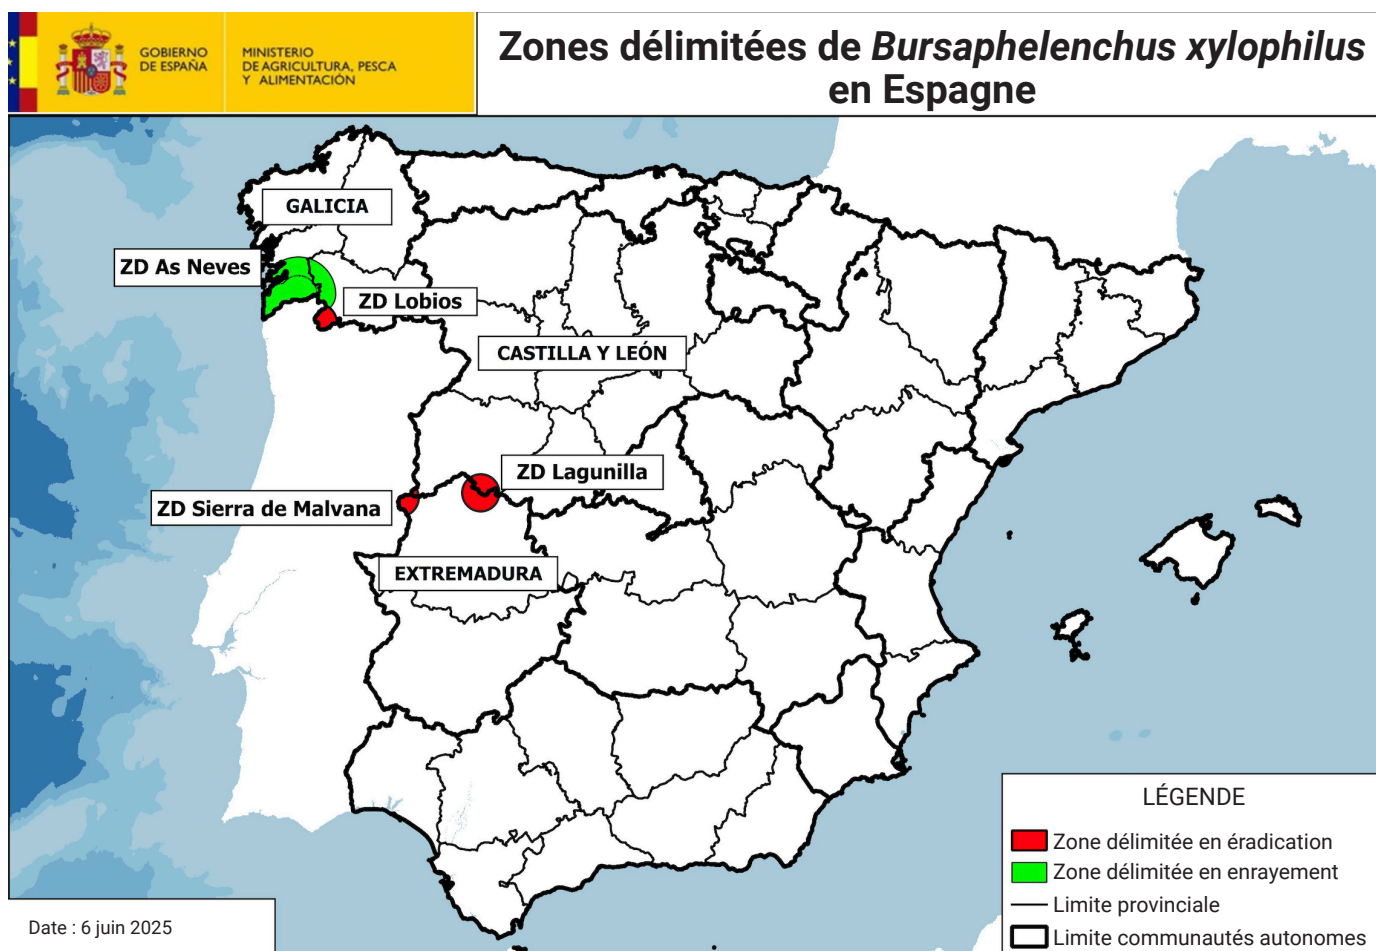 GOBIERNO
DE ESPAÑA
MINISTERIO
DE AGRICULTURA, PESCA
Y ALIMENTACIÓN
Zones délimitées de Bursaphelenchus xylophilus
en Espagne
GALICIA
ZD As Neves
ZD Lobios
CASTILLA Y LEÓN
ZD Lagunilla
ZD Sierra de Malvana
EXTREMADURA
LÉGENDE
Zone délimitée en éradication
Zone délimitée en enrayement
Limite provinciale
Limite communautés autonomes
Date : 6 juin 2025